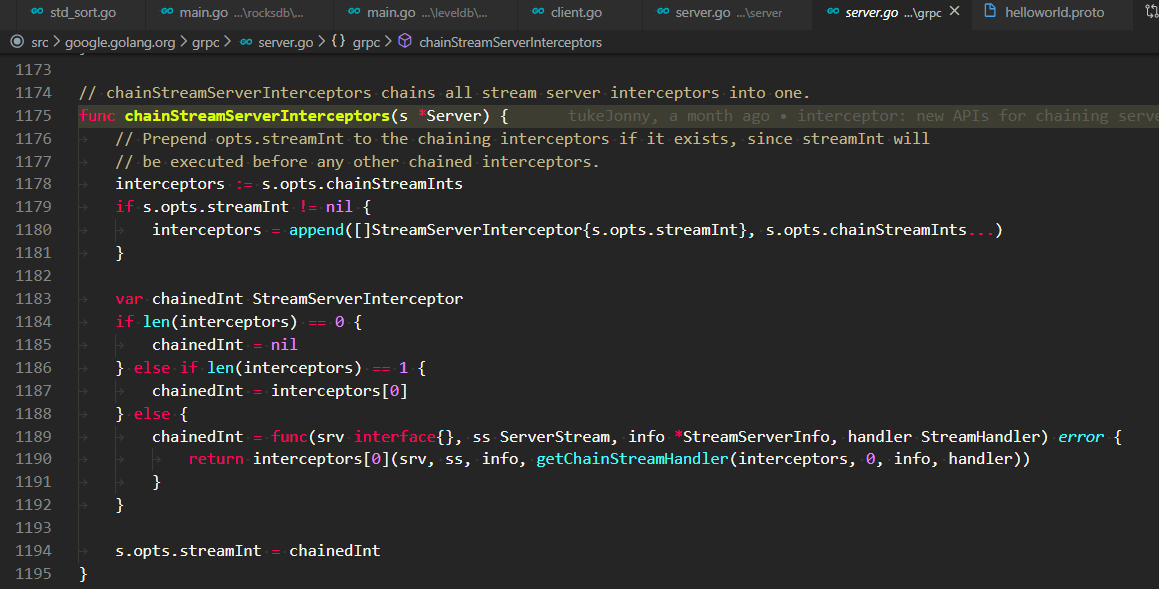 std_sort.go main.go ...\rocksdb\... main.go ...\leveldb\... client.go server.go ...\server server.go ...\grpc helloworld.proto
src > google.golang.org > grpc > server.go > {} grpc > chainStreamServerInterceptors
1173
1174 // chainStreamServerInterceptors chains all stream server interceptors into one.
1175 func chainStreamServerInterceptors(s *Server) { tukeJonny, a month ago • interceptor: new APIs for chaining serve
1176 // Prepend opts.streamInt to the chaining interceptors if it exists, since streamInt will
1177 // be executed before any other chained interceptors.
1178 interceptors := s.opts.chainStreamInts
1179 if s.opts.streamInt != nil {
1180 interceptors = append([]StreamServerInterceptor{s.opts.streamInt}, s.opts.chainStreamInts...)
1181 }
1182
1183 var chainedInt StreamServerInterceptor
1184 if len(interceptors) == 0 {
1185 chainedInt = nil
1186 } else if len(interceptors) == 1 {
1187 chainedInt = interceptors[0]
1188 } else {
1189 chainedInt = func(srv interface{}, ss ServerStream, info *StreamServerInfo, handler StreamHandler) error {
1190 return interceptors[0](srv, ss, info, getChainStreamHandler(interceptors, 0, info, handler))
1191 }
1192 }
1193
1194 s.opts.streamInt = chainedInt
1195 }